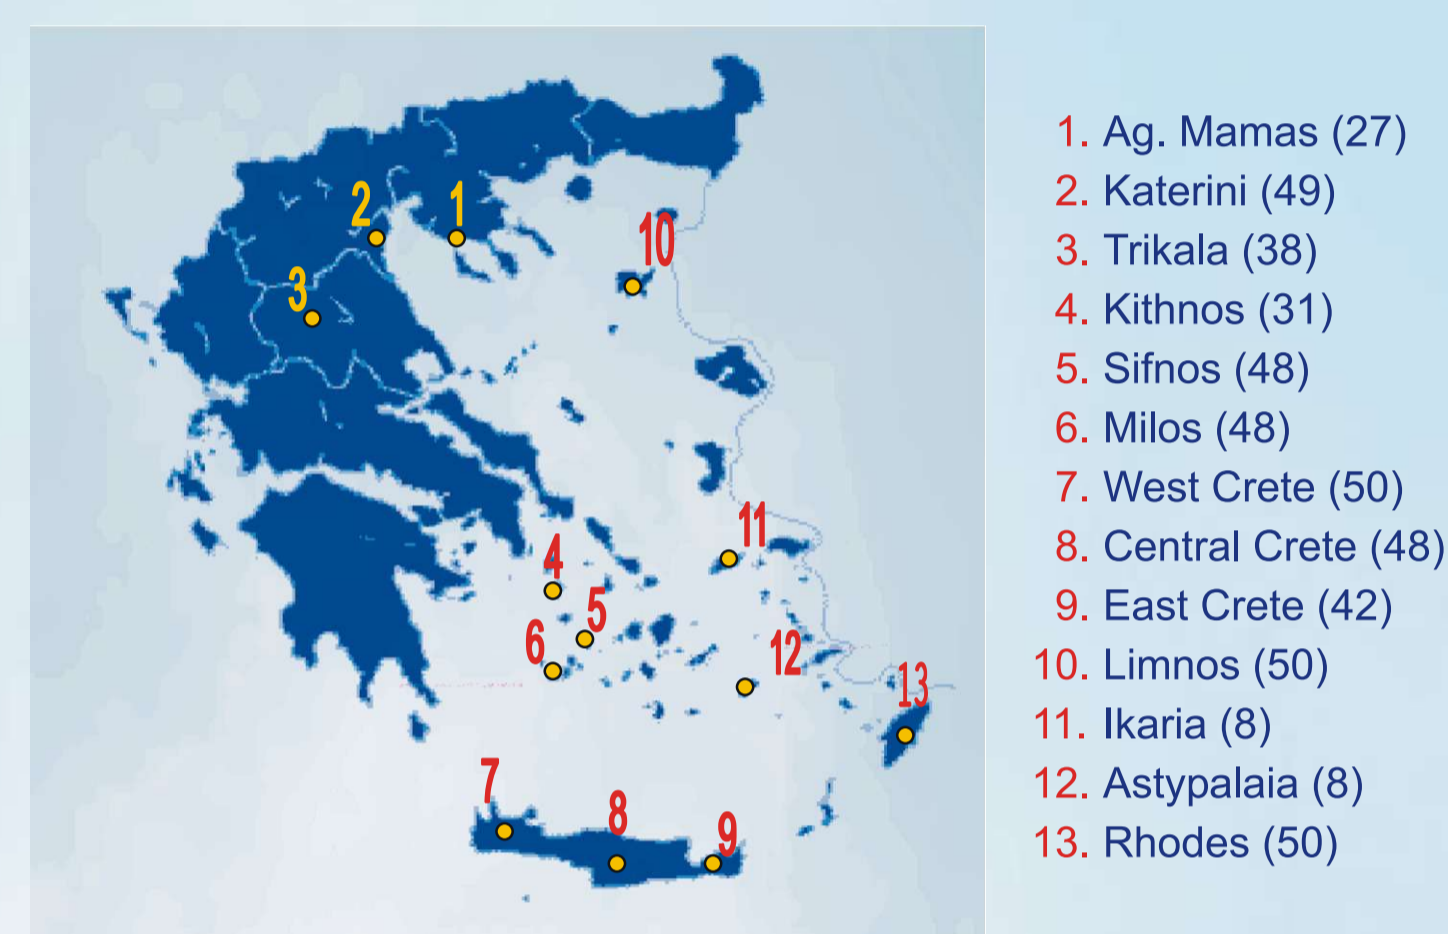 2
1
10
3
11
4
5
6
12
13
7
8
9
1. Ag. Mamas (27)
2. Katerini (49)
3. Trikala (38)
4. Kithnos (31)
5. Sifnos (48)
6. Milos (48)
7. West Crete (50)
8. Central Crete (48)
9. East Crete (42)
10. Limnos (50)
11. Ikaria (8)
12. Astypalaia (8)
13. Rhodes (50)